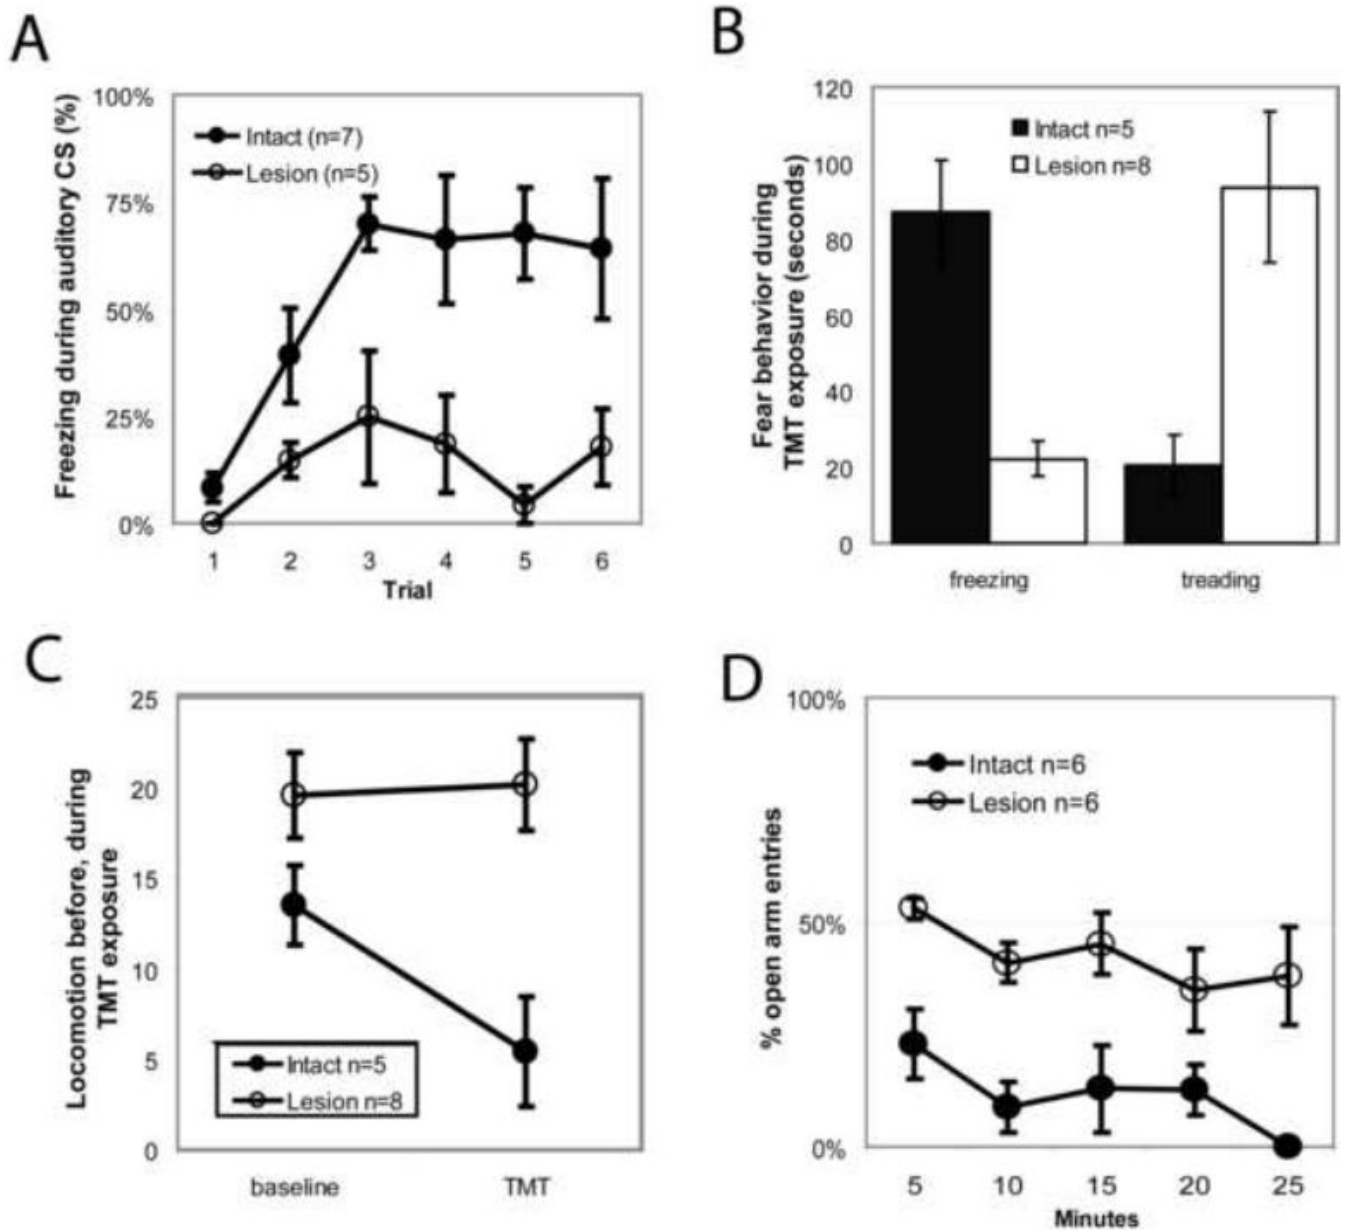 A
Freezing during auditory CS (%)
100%
75%
50%
25%
0%
Intact (n=7)
Lesion (n=5)
1 2 3 4 5 6
Trial
B
Fear behavior during
TMT exposure (seconds)
120
100
80
60
40
20
0
Intact n=5
Lesion n=8
freezing treading
C
Locomotion before, during
TMT exposure
25
20
15
10
5
0
Intact n=5
Lesion n=8
baseline TMT
D
% open arm entries
100%
50%
0%
Intact n=6
Lesion n=6
5 10 15 20 25
Minutes